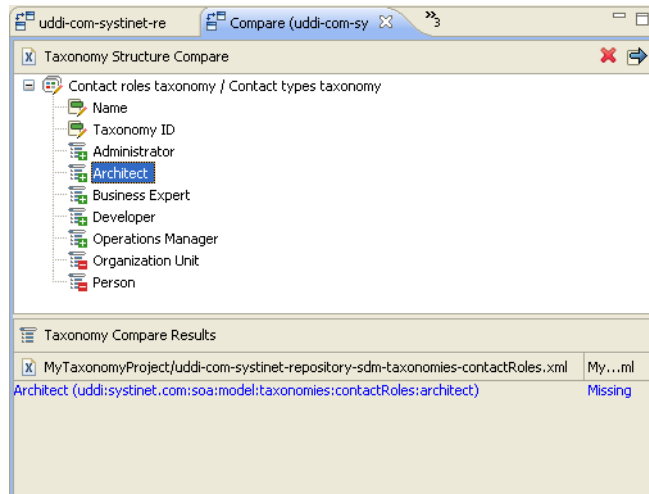 uddi-com-systinet-re
Compare (uddi-com-sy
»3
Taxonomy Structure Compare
Contact roles taxonomy / Contact types taxonomy
Name
Taxonomy ID
Administrator
Architect
Business Expert
Developer
Operations Manager
Organization Unit
Person
Taxonomy Compare Results
MyTaxonomyProject/uddi-com-systinet-repository-sdm-taxonomies-contactRoles.xml My...ml
Architect (uddi:systinet.com:soa:model:taxonomies:contactRoles:architect) Missing